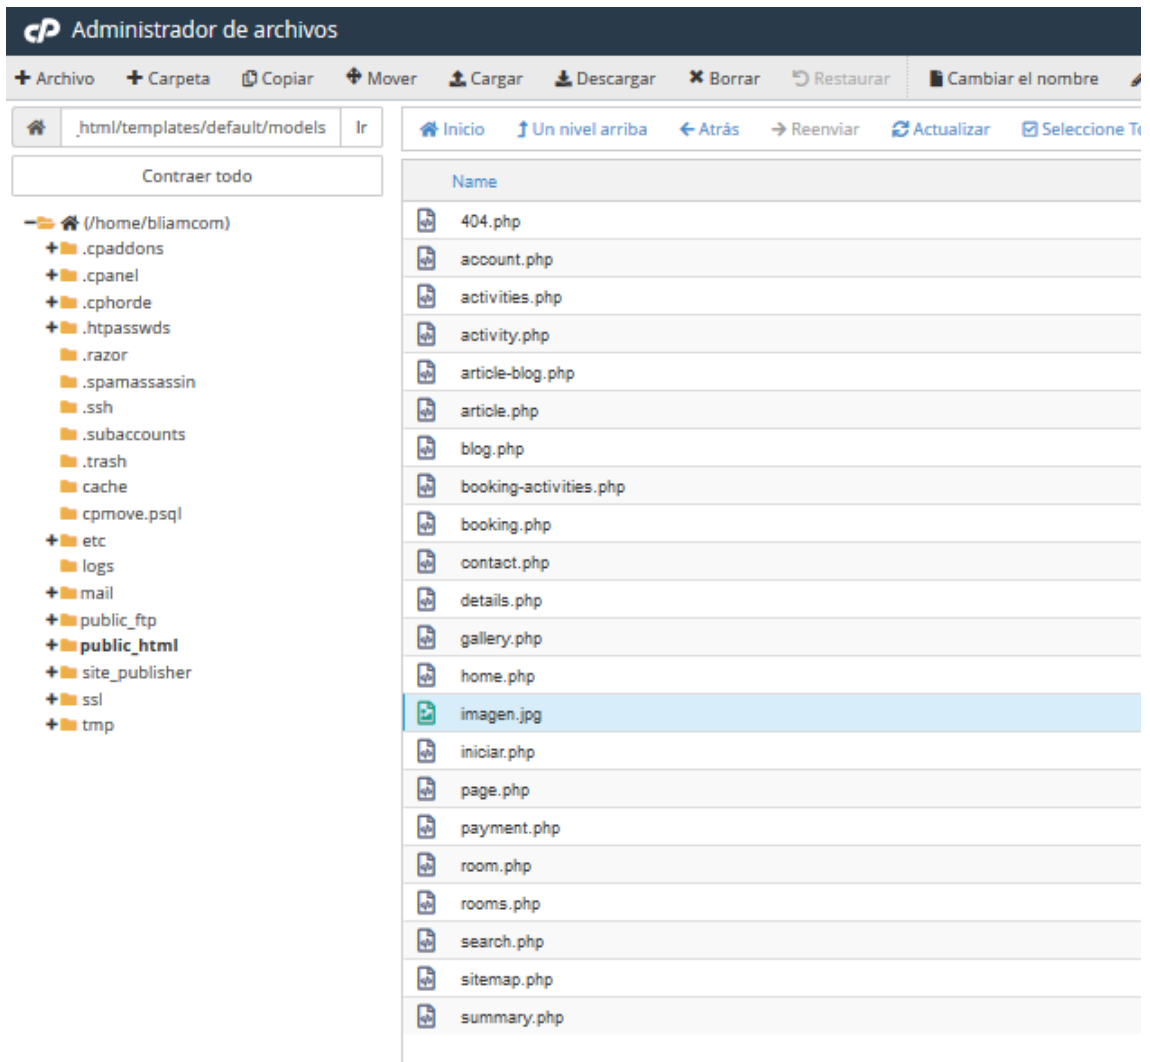 cP Administrador de archivos
Archivo Carpeta Copiar Mover Cargar Descargar Borrar Restaurar Cambiar el nombre
_html/templates/default/models Ir
Inicio Un nivel arriba Atrás Reenviar Actualizar Seleccione To
Contraer todo
Name
(/home/bliamcom)
.cpaddons
.cpanel
.cphorde
.htpasswds
.razor
.spamassassin
.ssh
.subaccounts
.trash
cache
cpmove.psql
etc
logs
mail
public_ftp
public_html
site_publisher
ssl
tmp
404.php
account.php
activities.php
activity.php
article-blog.php
article.php
blog.php
booking-activities.php
booking.php
contact.php
details.php
gallery.php
home.php
imagen.jpg
iniciar.php
page.php
payment.php
room.php
rooms.php
search.php
sitemap.php
summary.php